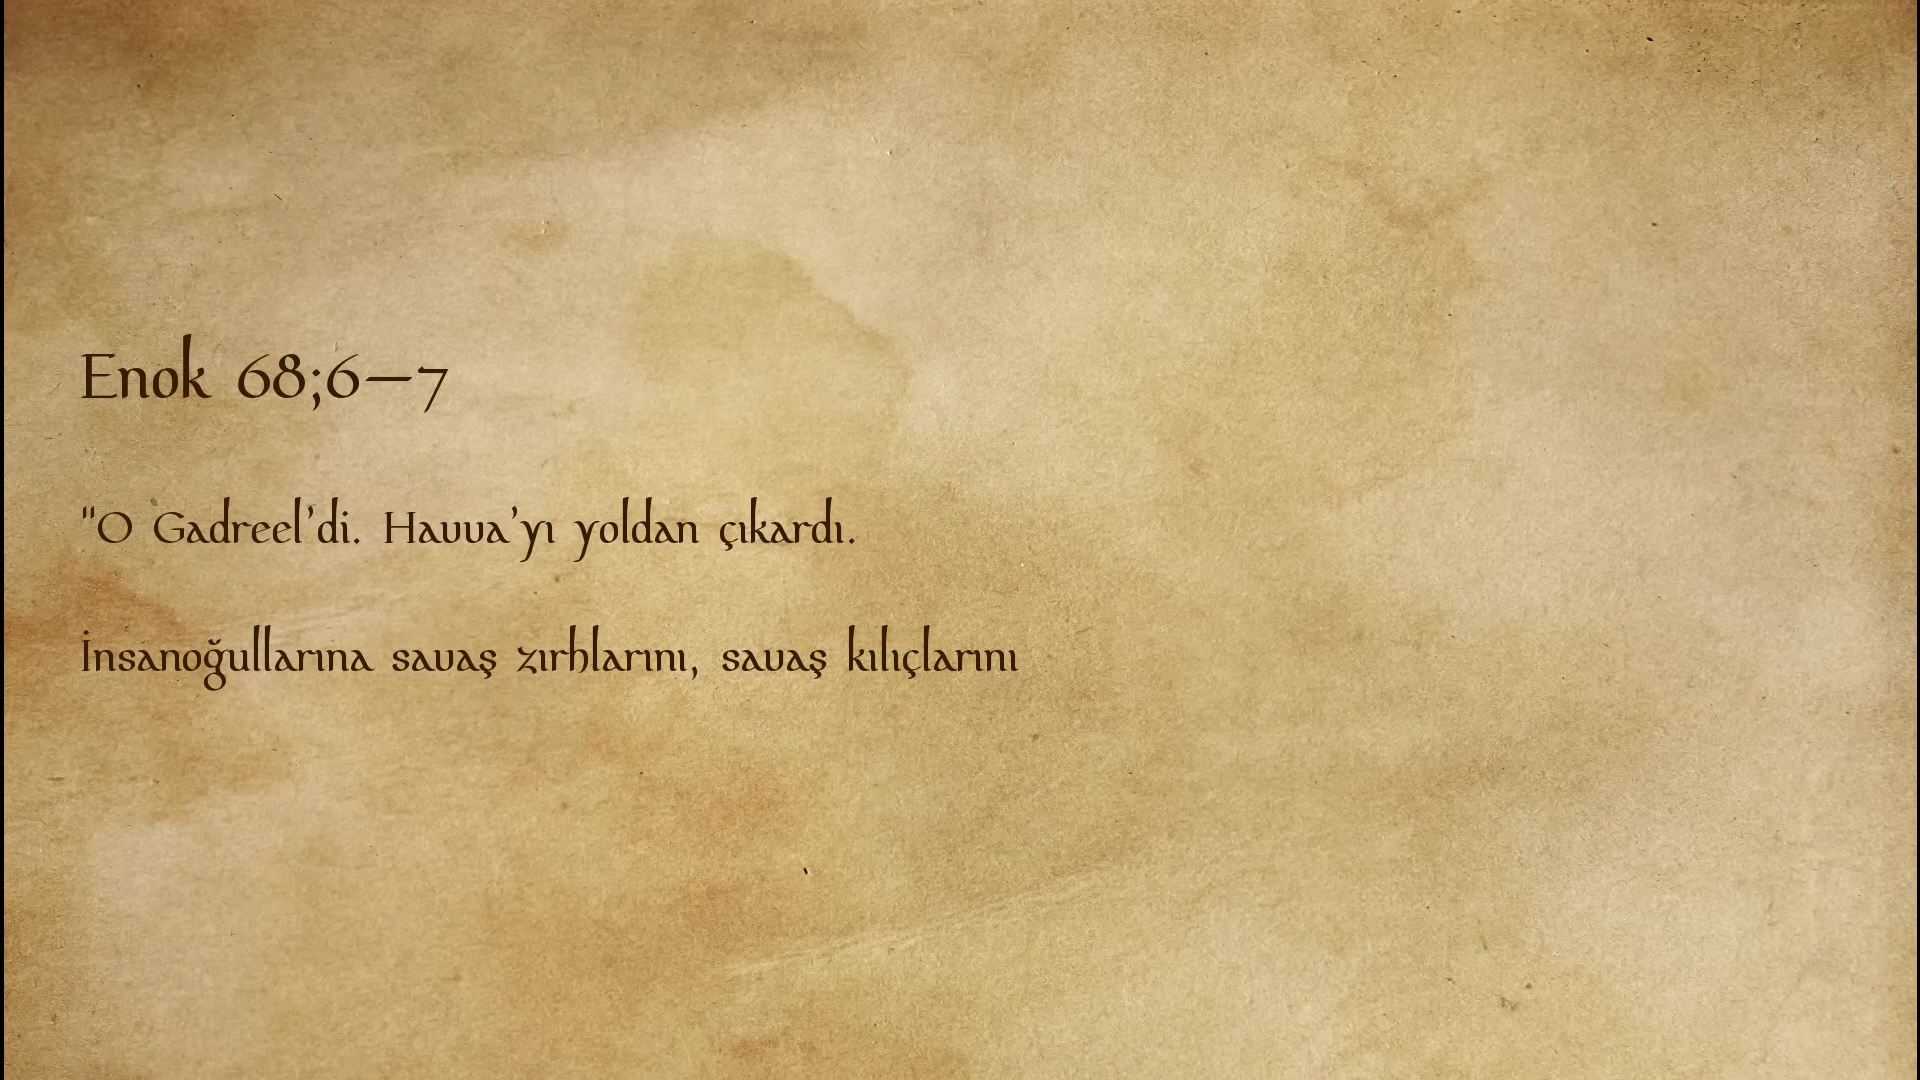 Enok 68;6–7
"O Gadreel’di. Havva’yı yoldan çıkardı.
İnsanoğullarına savaş zırhlarını, savaş kılıçlarını